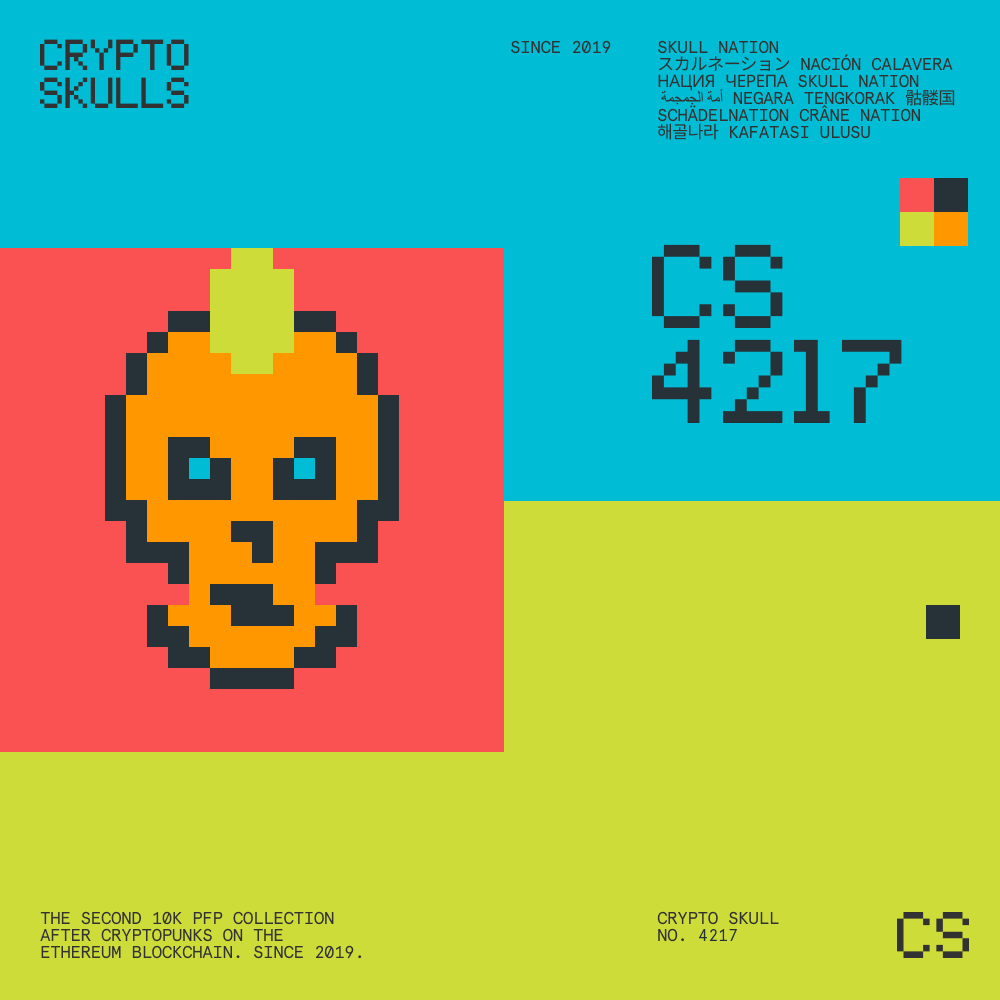 CRYPTO
SKULLS
SINCE 2019
SKULL NATION
スカルネーション NACIÓN CALAVERA
НАЦИЯ ЧЕРЕПА SKULL NATION
أمة الجمجمة NEGARA TENGKORAK 骷髅国
SCHÄDELNATION CRÂNE NATION
해골나라 KAFATASI ULUSU
CS
4217
THE SECOND 10K PFP COLLECTION
AFTER CRYPTOPUNKS ON THE
ETHEREUM BLOCKCHAIN. SINCE 2019.
CRYPTO SKULL
NO. 4217
CS